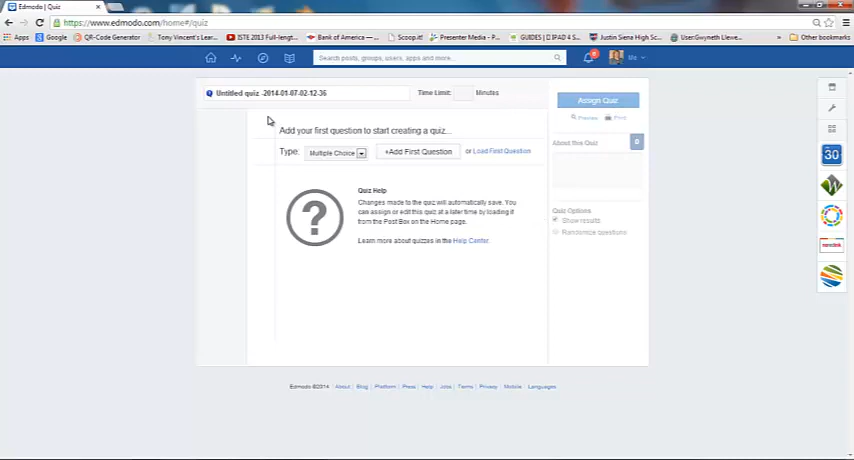 Edmodo | Quiz
https://www.edmodo.com/home#/quiz
Apps Google QR-Code Generator Tony Vincent's Lear... ISTE 2013 Full-lengt... Bank of America —... Scoop.it! Presenter Media - P... GUIDES | D IPAD 4 S... Justin Siena High Sc... User:Gwyneth Llewe... » Other bookmarks
Search posts, groups, users, apps and more...
Me
Untitled quiz -2014-01-07-02-12-36 Time Limit: Minutes
Assign Quiz
Preview Print
Add your first question to start creating a quiz...
About this Quiz 0
Type: Multiple Choice +Add First Question or Load First Question
30
Quiz Help
Changes made to the quiz will automatically save. You
can assign or edit this quiz at a later time by loading it
from the Post Box on the Home page.
Learn more about quizzes in the Help Center.
Quiz Options
Show results
Randomize questions
Edmodo ©2014 | About | Blog | Platform | Press | Help | Jobs | Terms | Privacy | Mobile | Languages